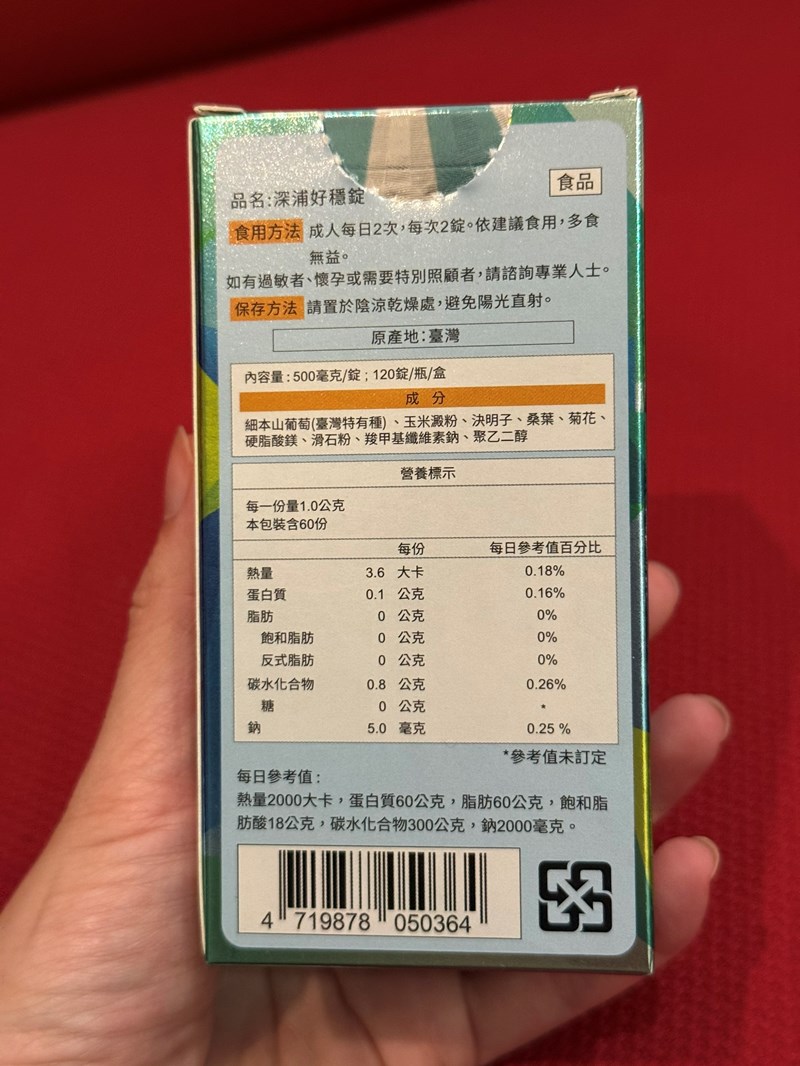 食品
品名:深浦好穩錠
食用方法 成人每日2次,每次2錠。依建議食用,多食
無益。
如有過敏者、懷孕或需要特別照顧者,請諮詢專業人士。
保存方法 請置於陰涼乾燥處,避免陽光直射。
原產地:臺灣
內容量:500毫克/錠;120錠/瓶/盒
成 分
細本山葡萄(臺灣特有種)、玉米澱粉、決明子、桑葉、菊花、
硬脂酸鎂、滑石粉、羧甲基纖維素鈉、聚乙二醇
營養標示
每一份量1.0公克
本包裝含60份
每份 每日參考值百分比
熱量 3.6 大卡 0.18%
蛋白質 0.1 公克 0.16%
脂肪 0 公克 0%
飽和脂肪 0 公克 0%
反式脂肪 0 公克 0%
碳水化合物 0.8 公克 0.26%
糖 0 公克 *
鈉 5.0 毫克 0.25 %
*參考值未訂定
每日參考值:
熱量2000大卡,蛋白質60公克,脂肪60公克,飽和脂
肪酸18公克,碳水化合物300公克,鈉2000毫克。
4 719878 050364